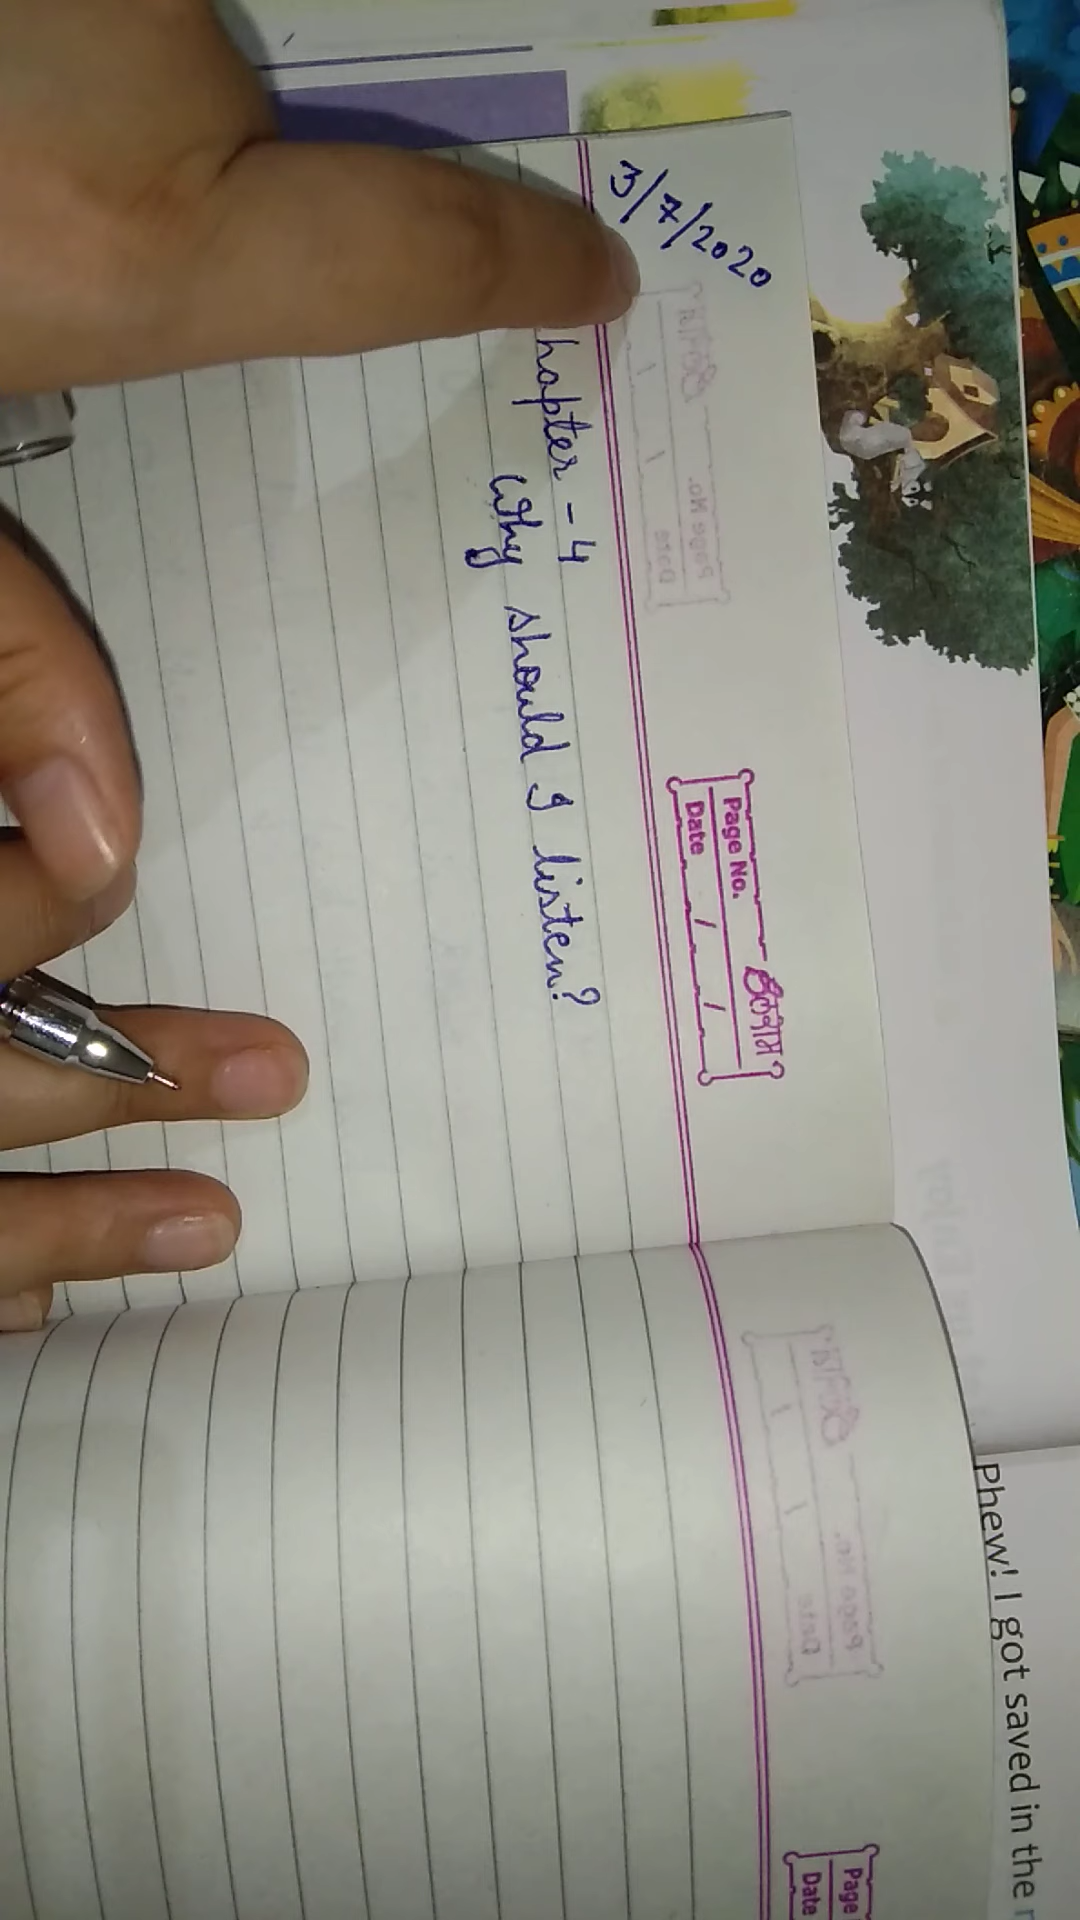 3/7/2020
Page No.
Date / /
hapter - 4
Why should I listen?
Phew! I got saved in the
Page
Date